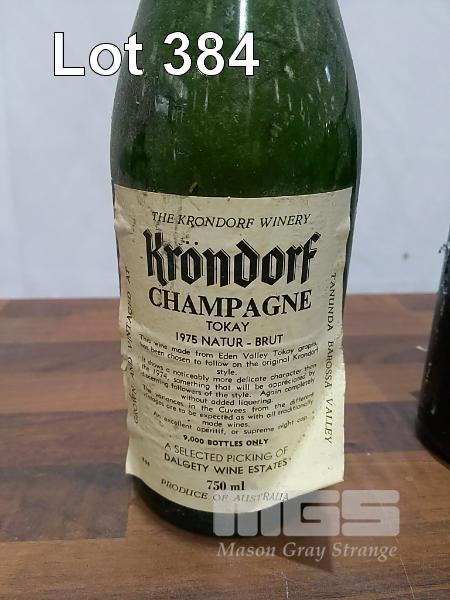 Lot 384
THE KRONDORF WINERY
Kröndorf
CHAMPAGNE
TOKAY
1975 NATUR - BRUT
This wine made from Eden Valley Tokay grapes,
has been chosen to follow on the original Krondorf
style.
It shows a noticeably more delicate character than
the 1974, something that will be appreciated by
discerning followers of the style. Again completely
without added liquering.
The variances in the Cuvees from the different
vintages are to be expected as with all traditionally
made wines.
An excellent aperitif, or supreme night cap.
9,000 BOTTLES ONLY
A SELECTED PICKING OF
DALGETY WINE ESTATES
750 ml
PRODUCE OF AUSTRALIA
GROWN AND VINTAGED AT
TANUNDA BAROSSA VALLEY
MGS
Mason Gray Strange